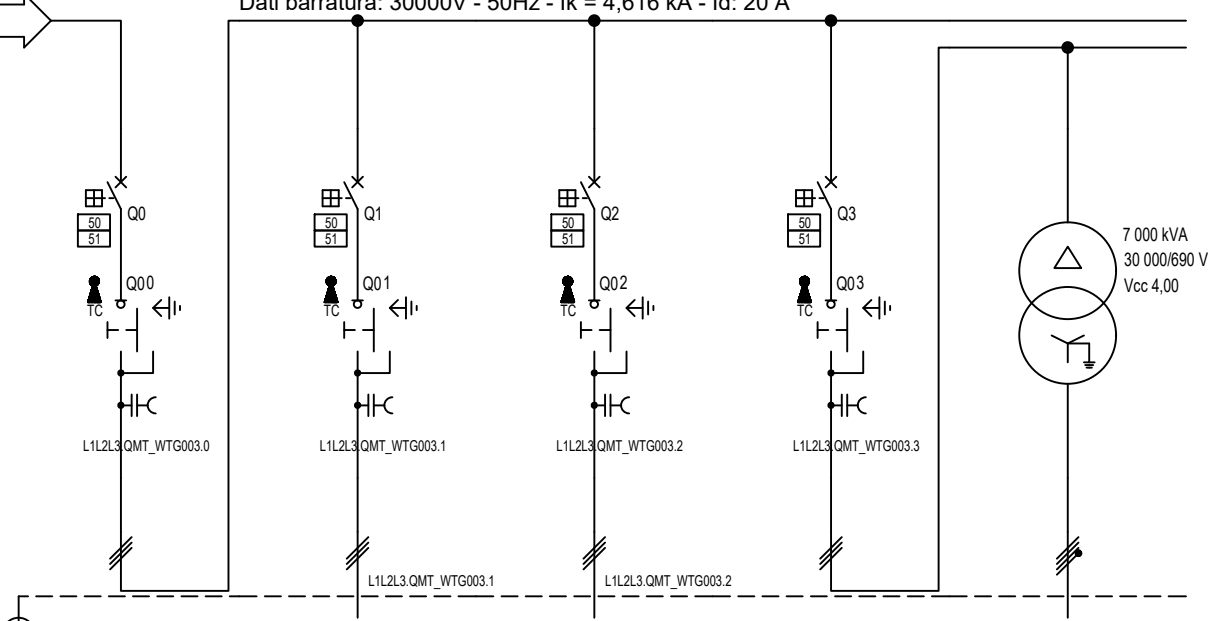 Dati barratura: 30000V - 50Hz - Ik = 4,616 kA - Id: 20 A
Q0
50
51
Q00
TC
L1L2L3.QMT_WTG003.0
Q1
50
51
Q01
TC
L1L2L3.QMT_WTG003.1
L1L2L3.QMT_WTG003.1
Q2
50
51
Q02
TC
L1L2L3.QMT_WTG003.2
L1L2L3.QMT_WTG003.2
Q3
50
51
Q03
TC
L1L2L3.QMT_WTG003.3
7 000 kVA
30 000/690 V
Vcc 4,00